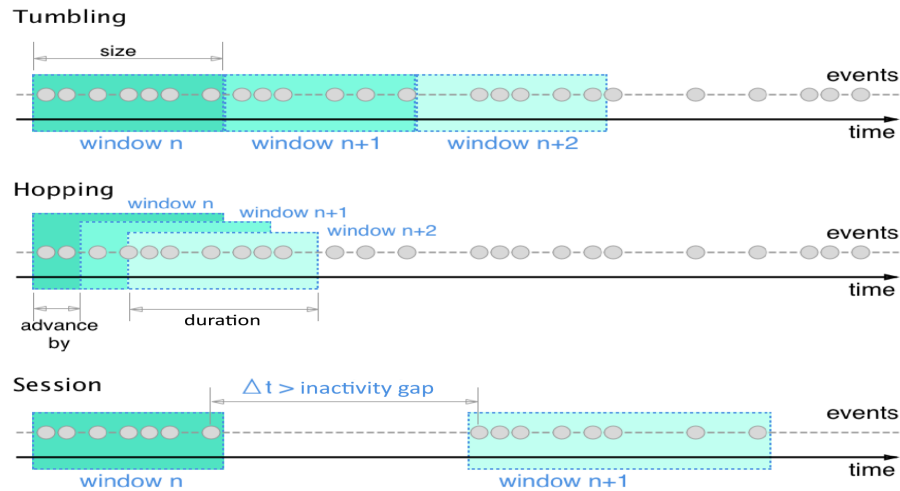 Tumbling
size
events
time
window n
window n+1
window n+2
Hopping
window n
window n+1
window n+2
events
time
advance
by
duration
Session
△ t > inactivity gap
events
time
window n
window n+1